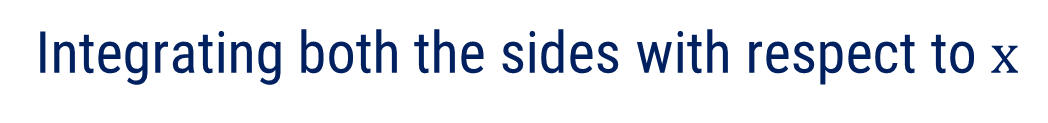 Integrating both the sides with respect to x